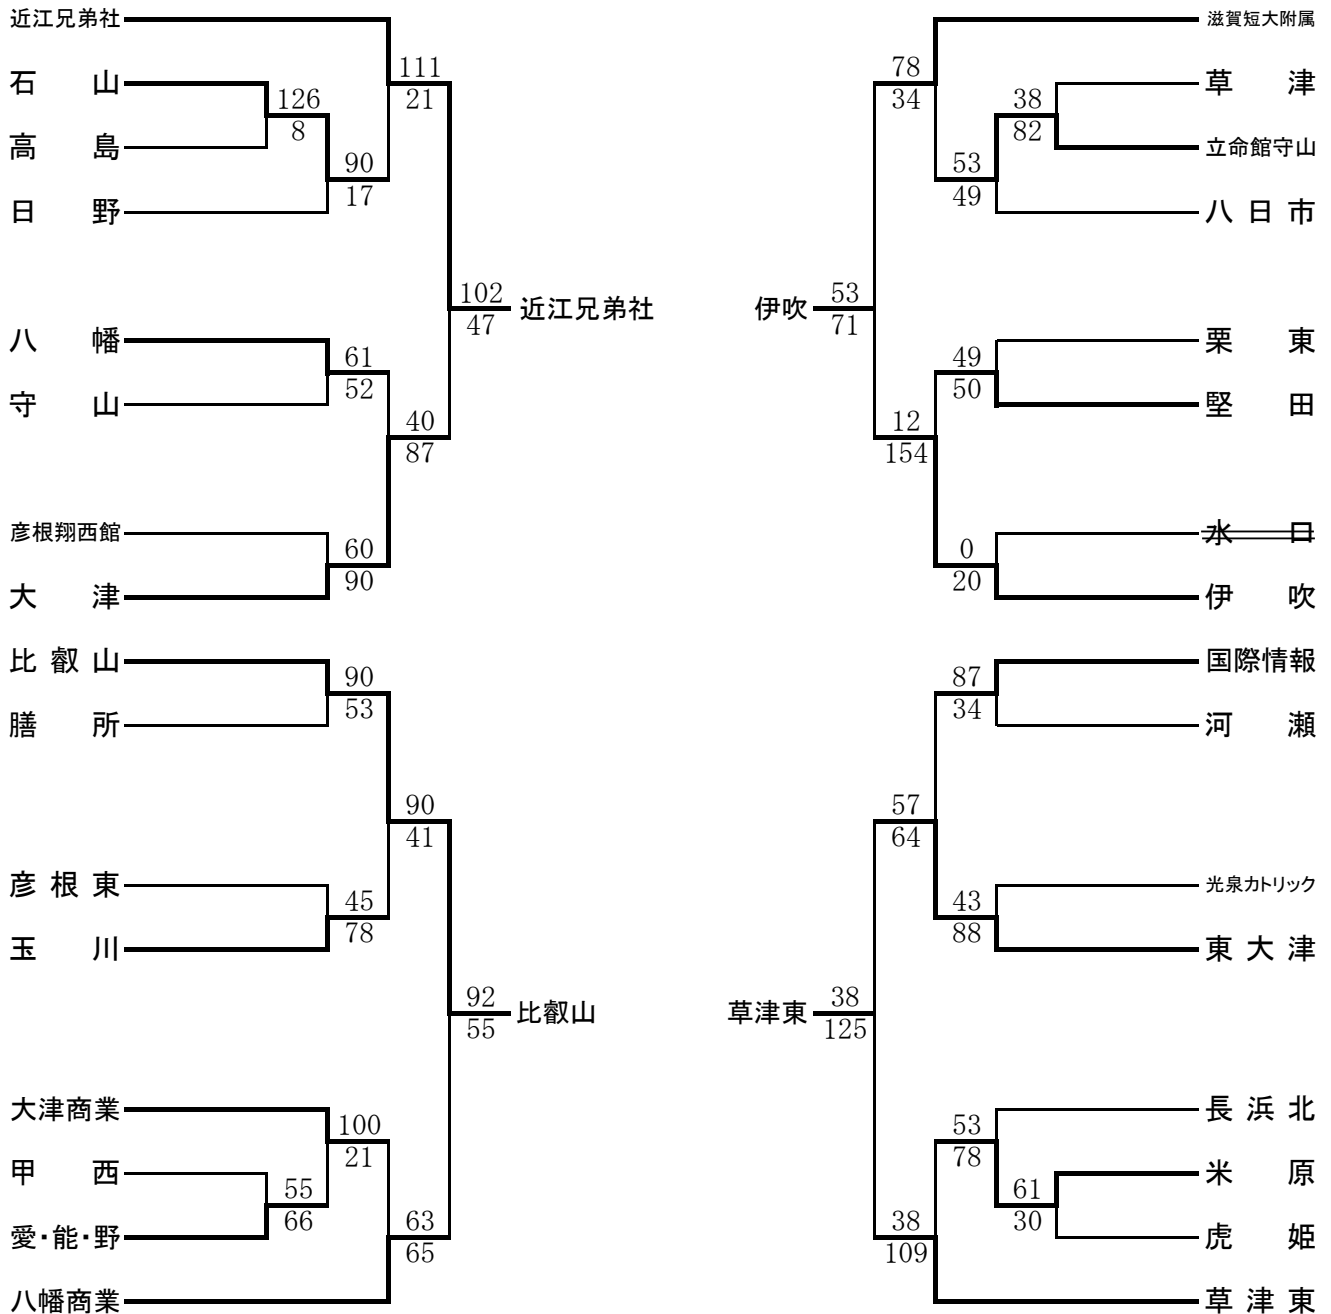 近江兄弟社
石山
高島
日野
126
8
90
17
111
21
八幡
守山
61
52
彦根翔西館
大津
60
90
40
87
102
47
近江兄弟社
比叡山
膳所
90
53
彦根東
玉川
45
78
90
41
大津商業
甲西
愛・能・野
八幡商業
55
66
100
21
63
65
92
55
比叡山
滋賀短大附属
草津
立命館守山
八日市
38
82
53
49
78
34
栗東
堅田
49
50
水口
伊吹
0
20
12
154
伊吹
53
71
国際情報
河瀬
87
34
光泉カトリック
東大津
43
88
57
64
長浜北
米原
虎姫
草津東
61
30
53
78
38
109
草津東
38
125